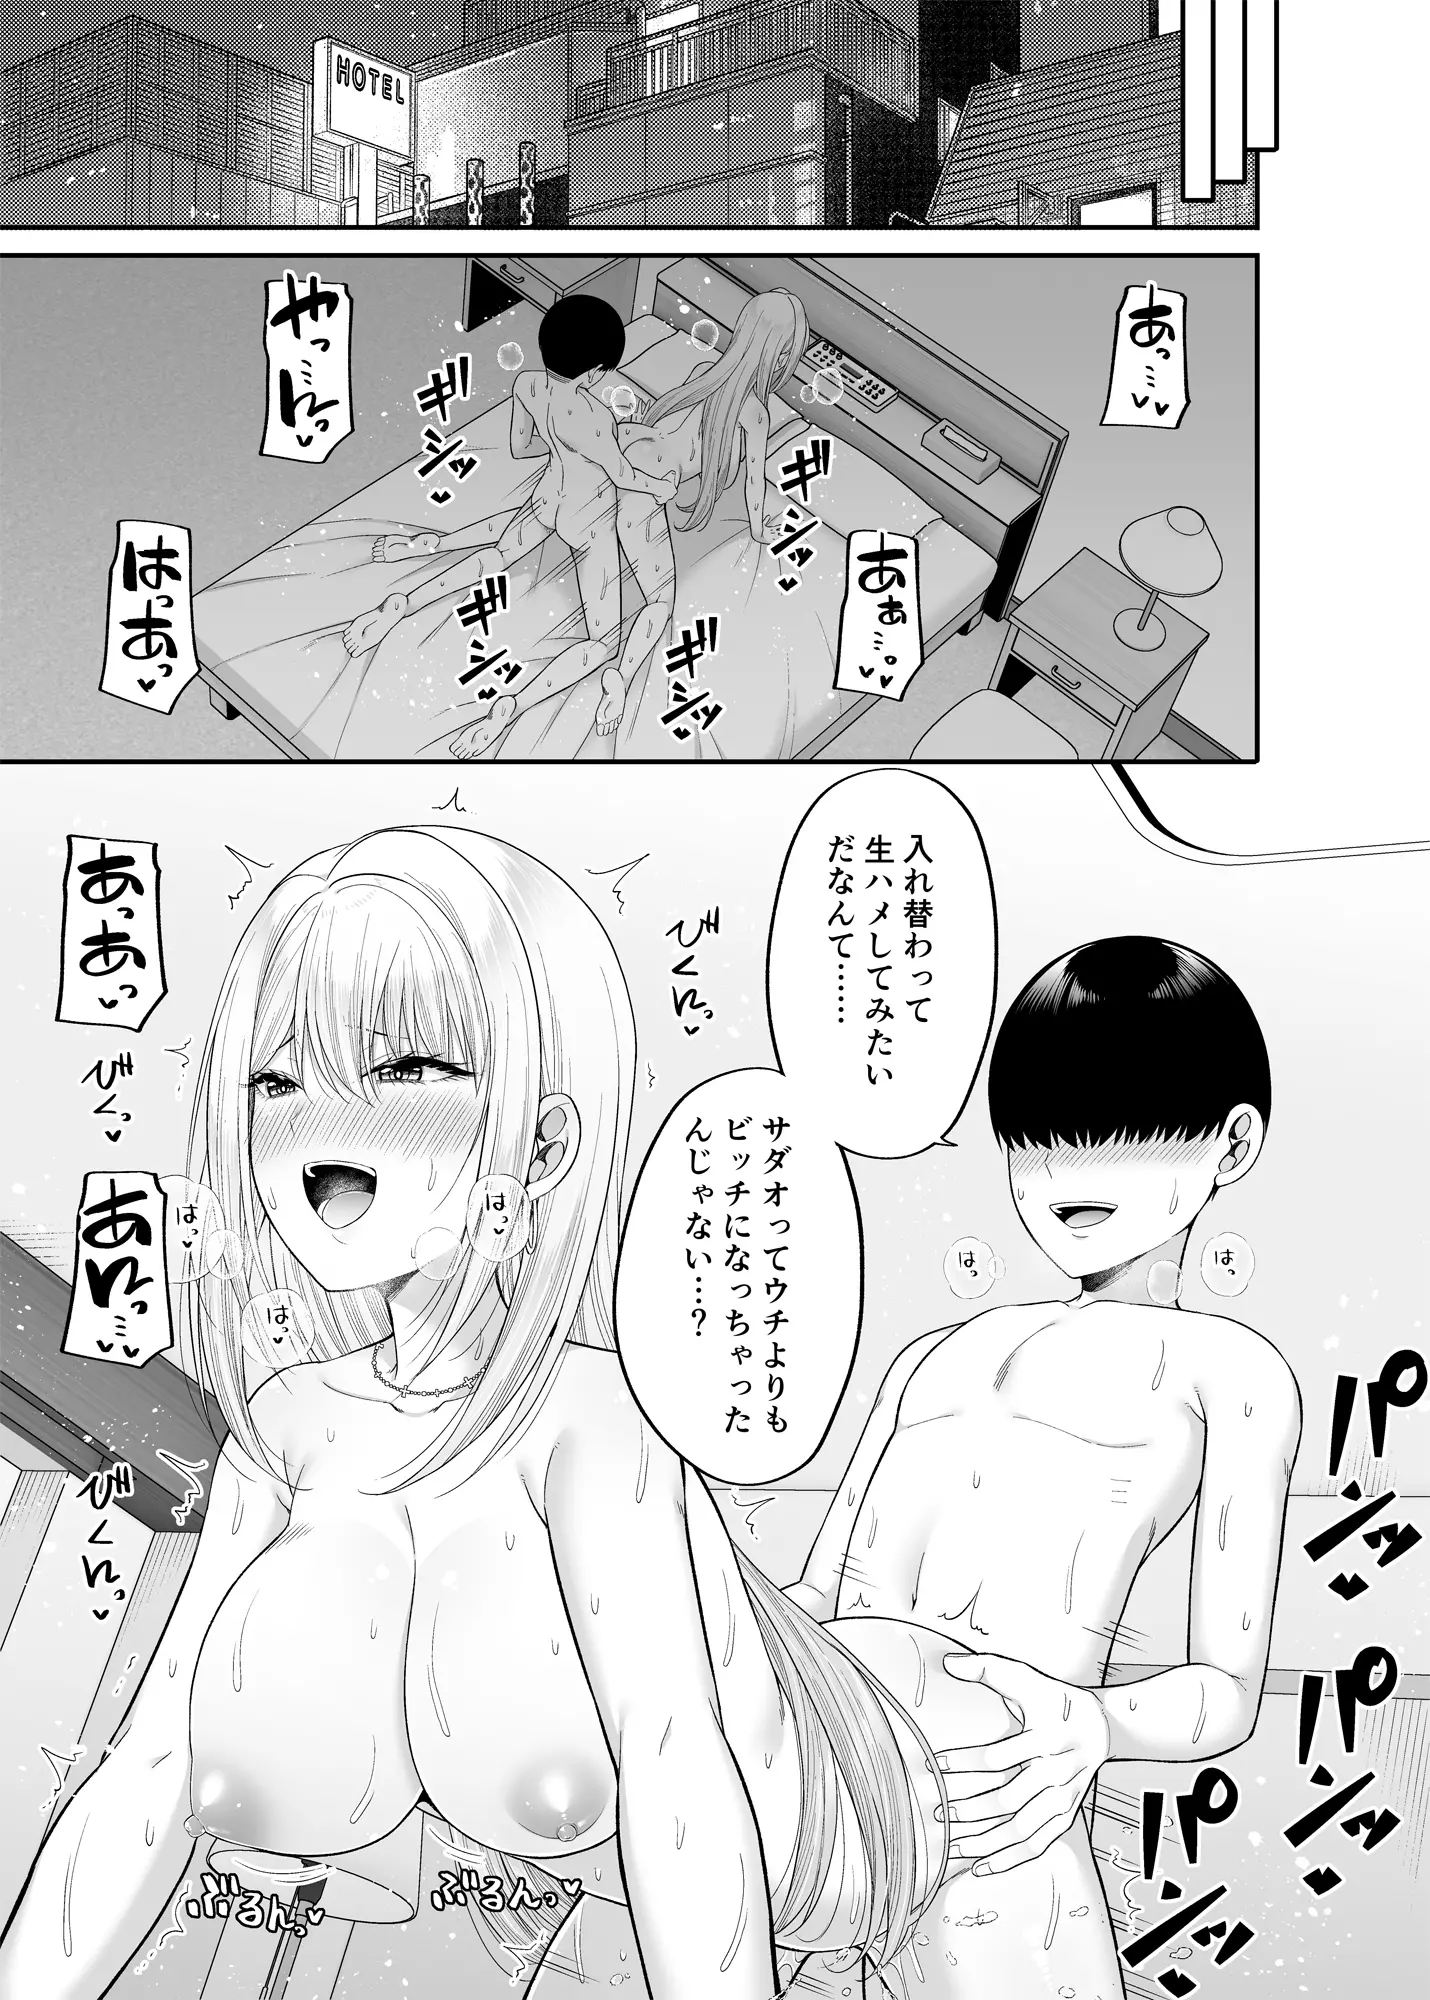 HOTEL
あっ…♥♥
やっ…んっ♥
ギシッ♥
ギシッ♥
あぁ…。♥
はっあっ♥
ギシッ♥
ギシッ♥
入れ替わって
生ハメしてみたい
だなんて……
サダオってウチよりも
ビッチになっちゃった
んじゃない…?
びくんっ♥
あっあっ♥
びくっ♥
あんっ…♥♥
はっ♥
はっ♥
はっ♥
はっ♥
はっ
びくんっ♥
パンッ♥
パンッ♥
パンッ♥
ぶるんっ♥
ぶるんっ♥